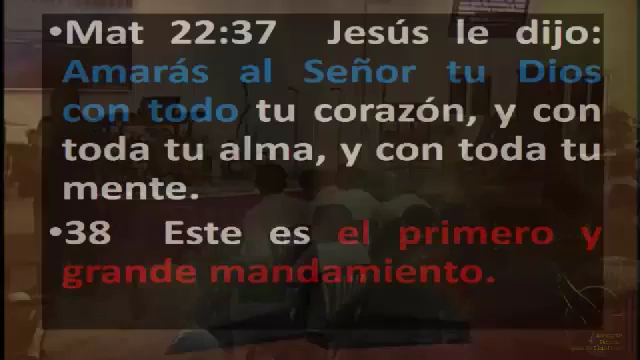 •Mat 22:37 Jesús le dijo:
Amarás al Señor tu Dios
con todo tu corazón, y con
toda tu alma, y con toda tu
mente.
•38 Este es el primero y
grande mandamiento.